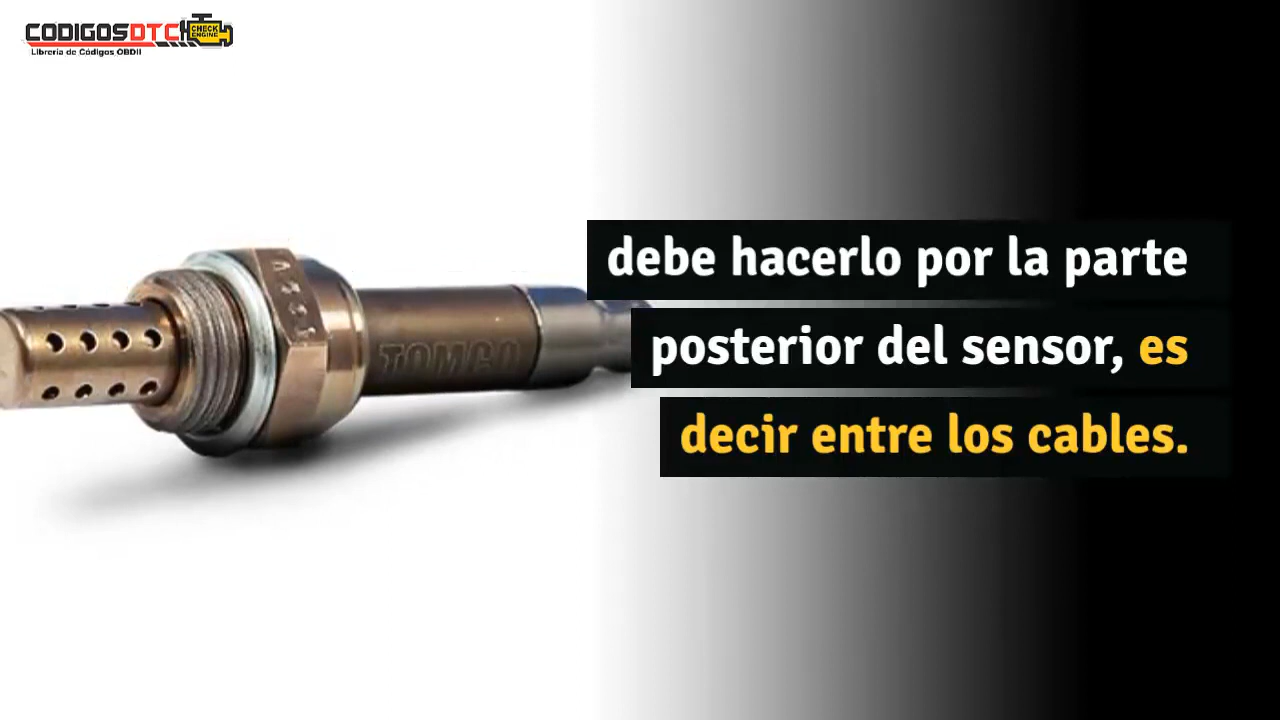 CODIGOSDTC
CHECK
ENGINE
Librería de Códigos OBDII
debe hacerlo por la parte
posterior del sensor, es
decir entre los cables.
TOMCO